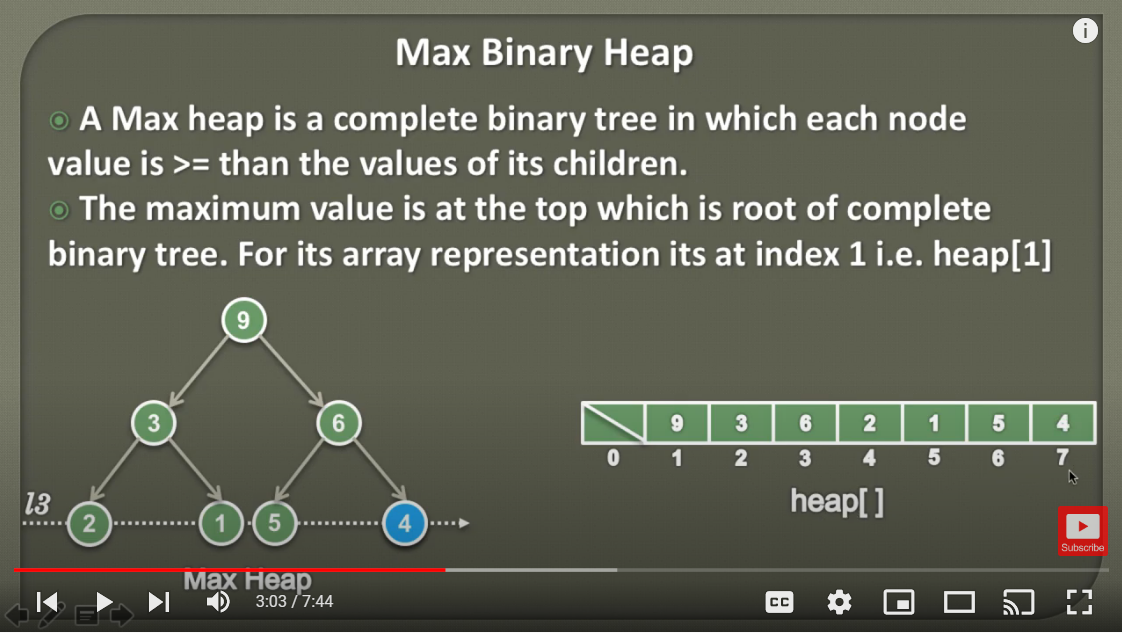 Max Binary Heap
A Max heap is a complete binary tree in which each node
value is >= than the values of its children.
The maximum value is at the top which is root of complete
binary tree. For its array representation its at index 1 i.e. heap[1]
9
3 6
9 3 6 2 1 5 4
0 1 2 3 4 5 6 7
l3
2 1 5 4
heap[ ]
Subscribe
Max Heap
3:03 / 7:44
CC